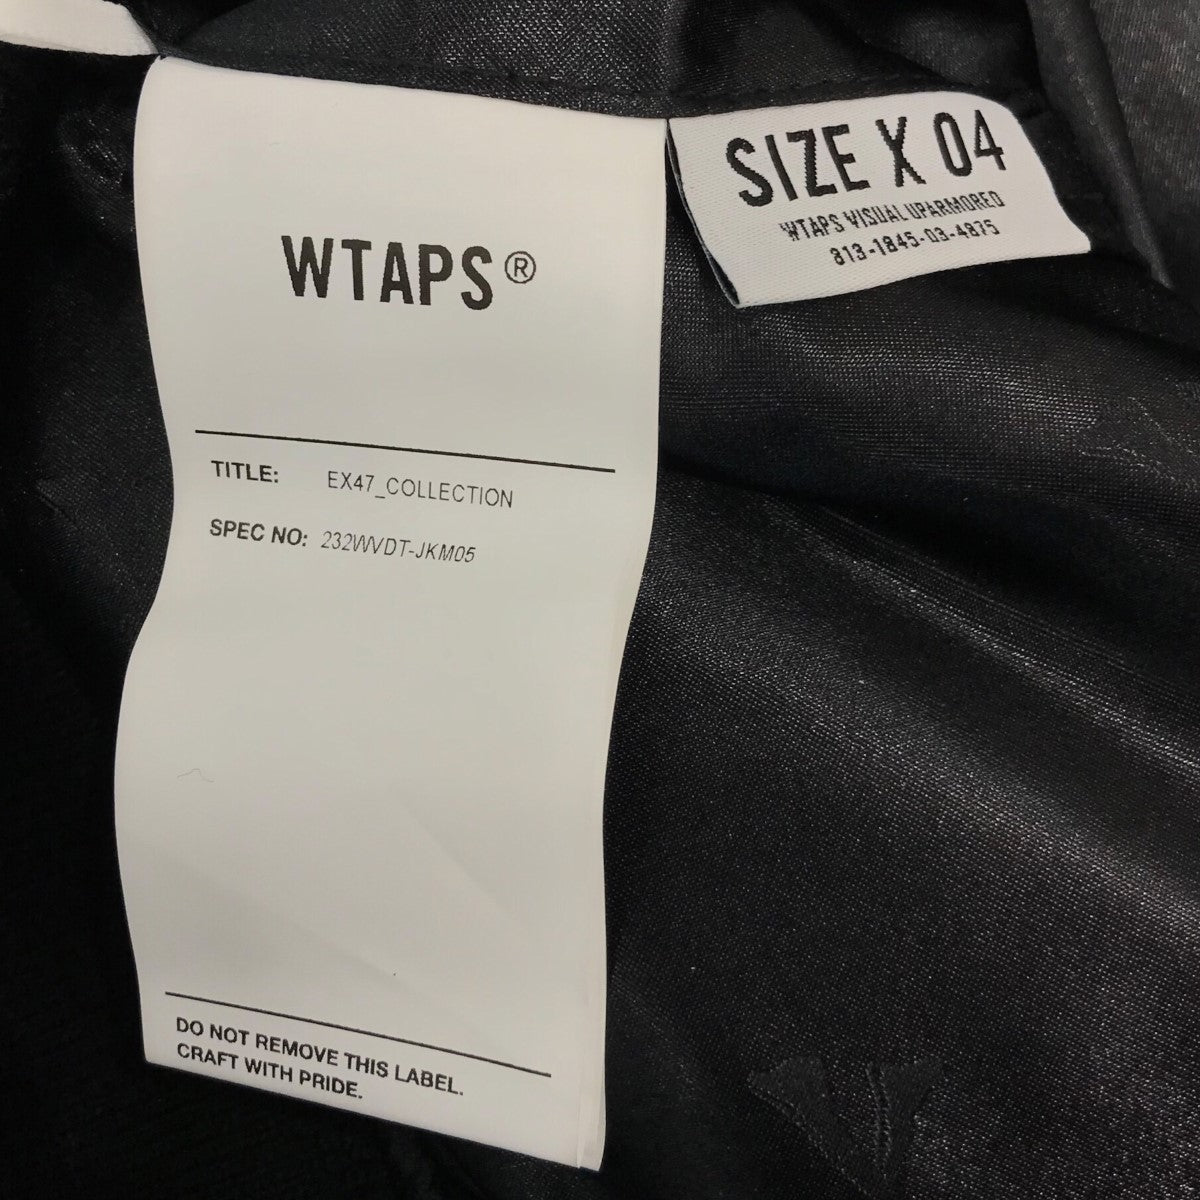 WTAPS®
TITLE: EX47_COLLECTION
SPEC NO: 232WVDT-JKM05
DO NOT REMOVE THIS LABEL.
CRAFT WITH PRIDE.
SIZE X 04
WTAPS VISUAL UPARMORED
813-1845-03-4875